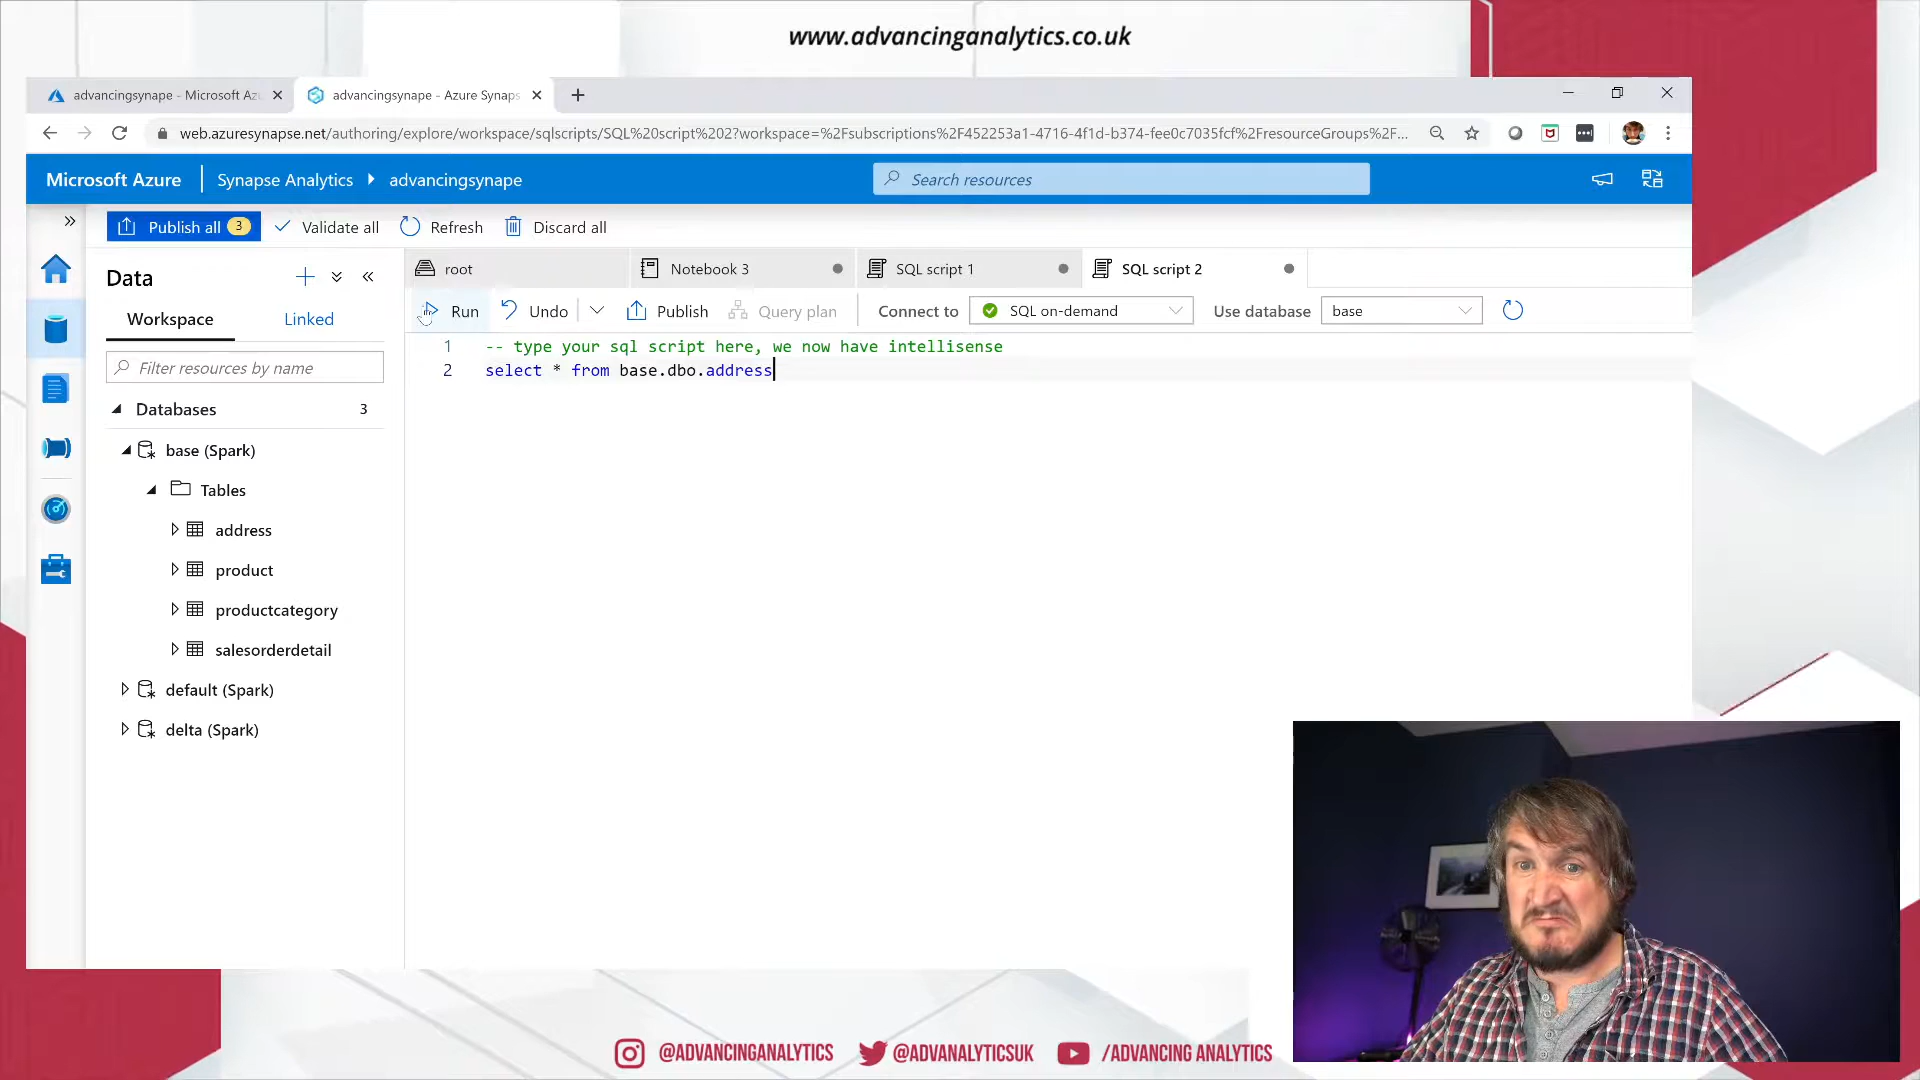 www.advancinganalytics.co.uk
advancingsynape - Microsoft Az
advancingsynape - Azure Synaps
web.azuresynapse.net/authoring/explore/workspace/sqlscripts/SQL%20script%202?workspace=%2Fsubscriptions%2F452253a1-4716-4f1d-b374-fee0c7035fcf%2FresourceGroups%2F...
Microsoft Azure
Synapse Analytics
advancingsynape
Search resources
Publish all 3
Validate all
Refresh
Discard all
Data
root
Notebook 3
SQL script 1
SQL script 2
Workspace
Linked
Run
Undo
Publish
Query plan
Connect to
SQL on-demand
Use database
base
1 -- type your sql script here, we now have intellisense
2 select * from base.dbo.address
Filter resources by name
Databases 3
base (Spark)
Tables
address
product
productcategory
salesorderdetail
default (Spark)
delta (Spark)
@ADVANCINGANALYTICS
@ADVANALYTICSUK
/ADVANCING ANALYTICS